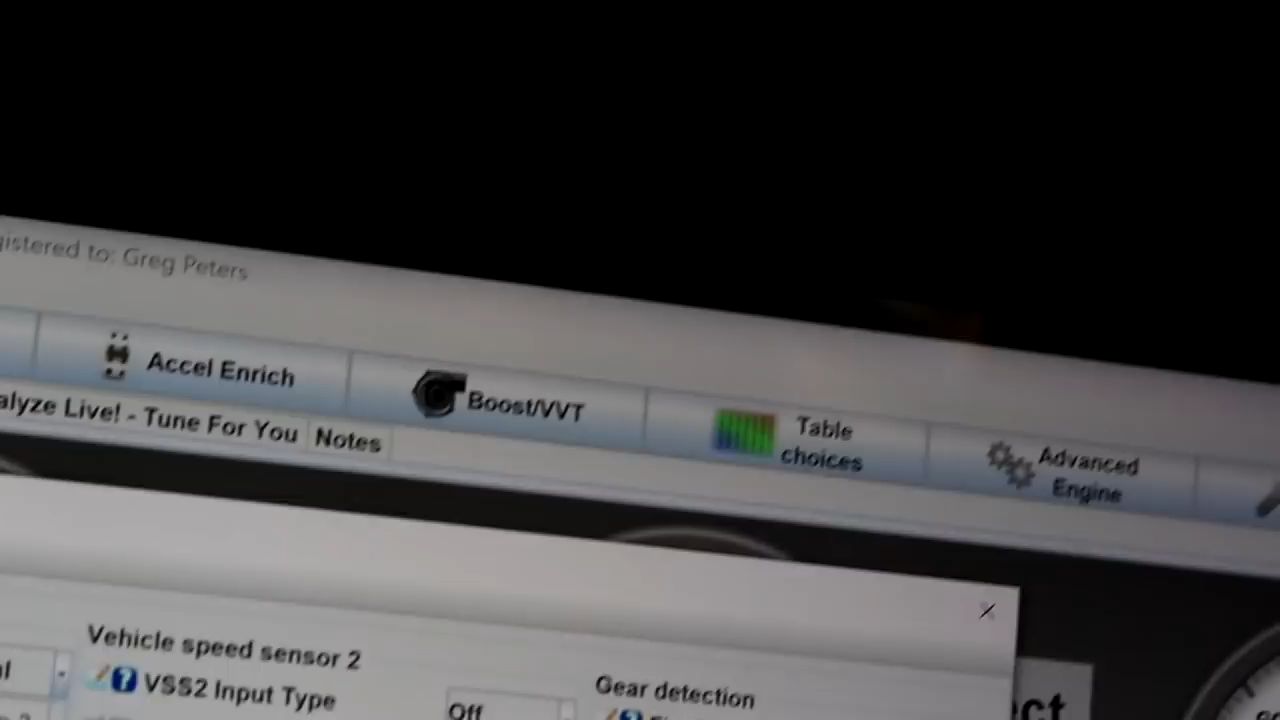 gistered to: Greg Peters
Accel Enrich
Boost/VVT
Table
choices
Advanced
Engine
alyze Live! - Tune For You
Notes
Vehicle speed sensor 2
VSS2 Input Type
Off
Gear detection
ct